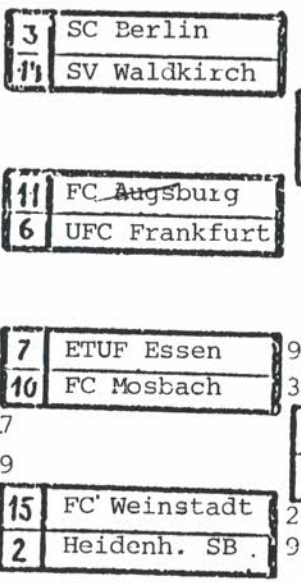 3 SC Berlin
14 SV Waldkirch
11 FC Augsburg
6 UFC Frankfurt
7 ETUF Essen 9
10 FC Mosbach 3
7
9
15 FC Weinstadt 2
2 Heidenh. SB. 9